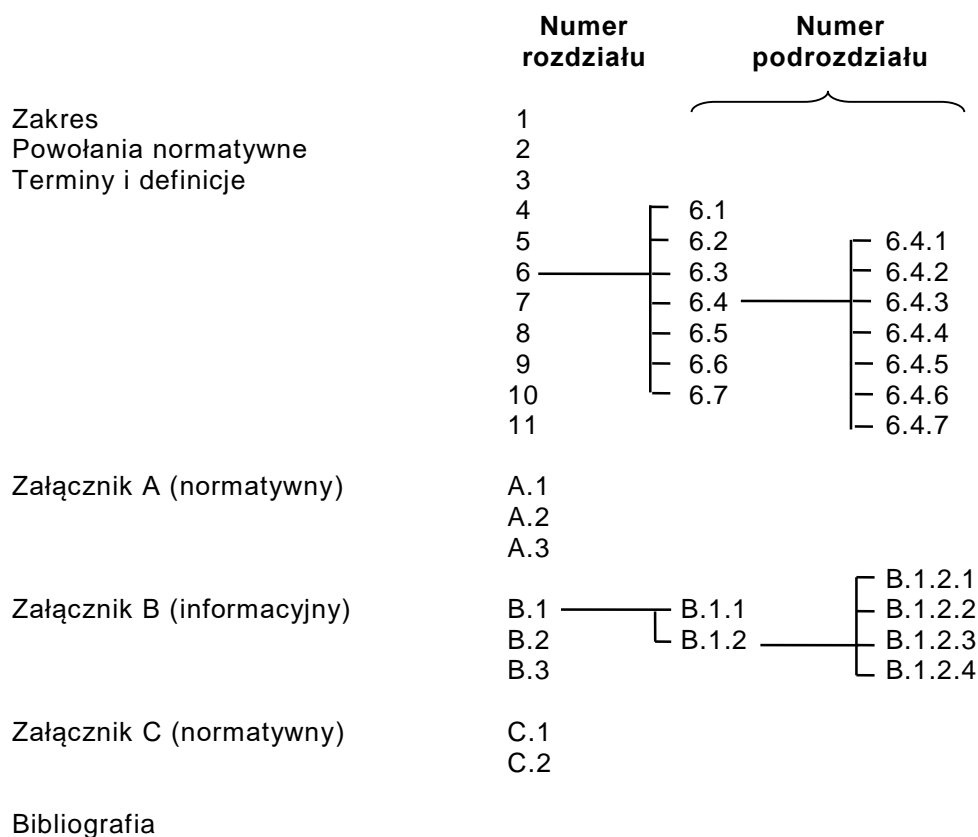 Numer Numer
rozdziału podrozdziału
Zakres 1
Powołania normatywne 2
Terminy i definicje 3
4 6.1
5 6.2 6.4.1
6 6.3 6.4.2
7 6.4 6.4.3
8 6.5 6.4.4
9 6.6 6.4.5
10 6.7 6.4.6
11 6.4.7
Załącznik A (normatywny) A.1
A.2
A.3
B.1.2.1
Załącznik B (informacyjny) B.1 B.1.1 B.1.2.2
B.2 B.1.2 B.1.2.3
B.3 B.1.2.4
Załącznik C (normatywny) C.1
C.2
Bibliografia